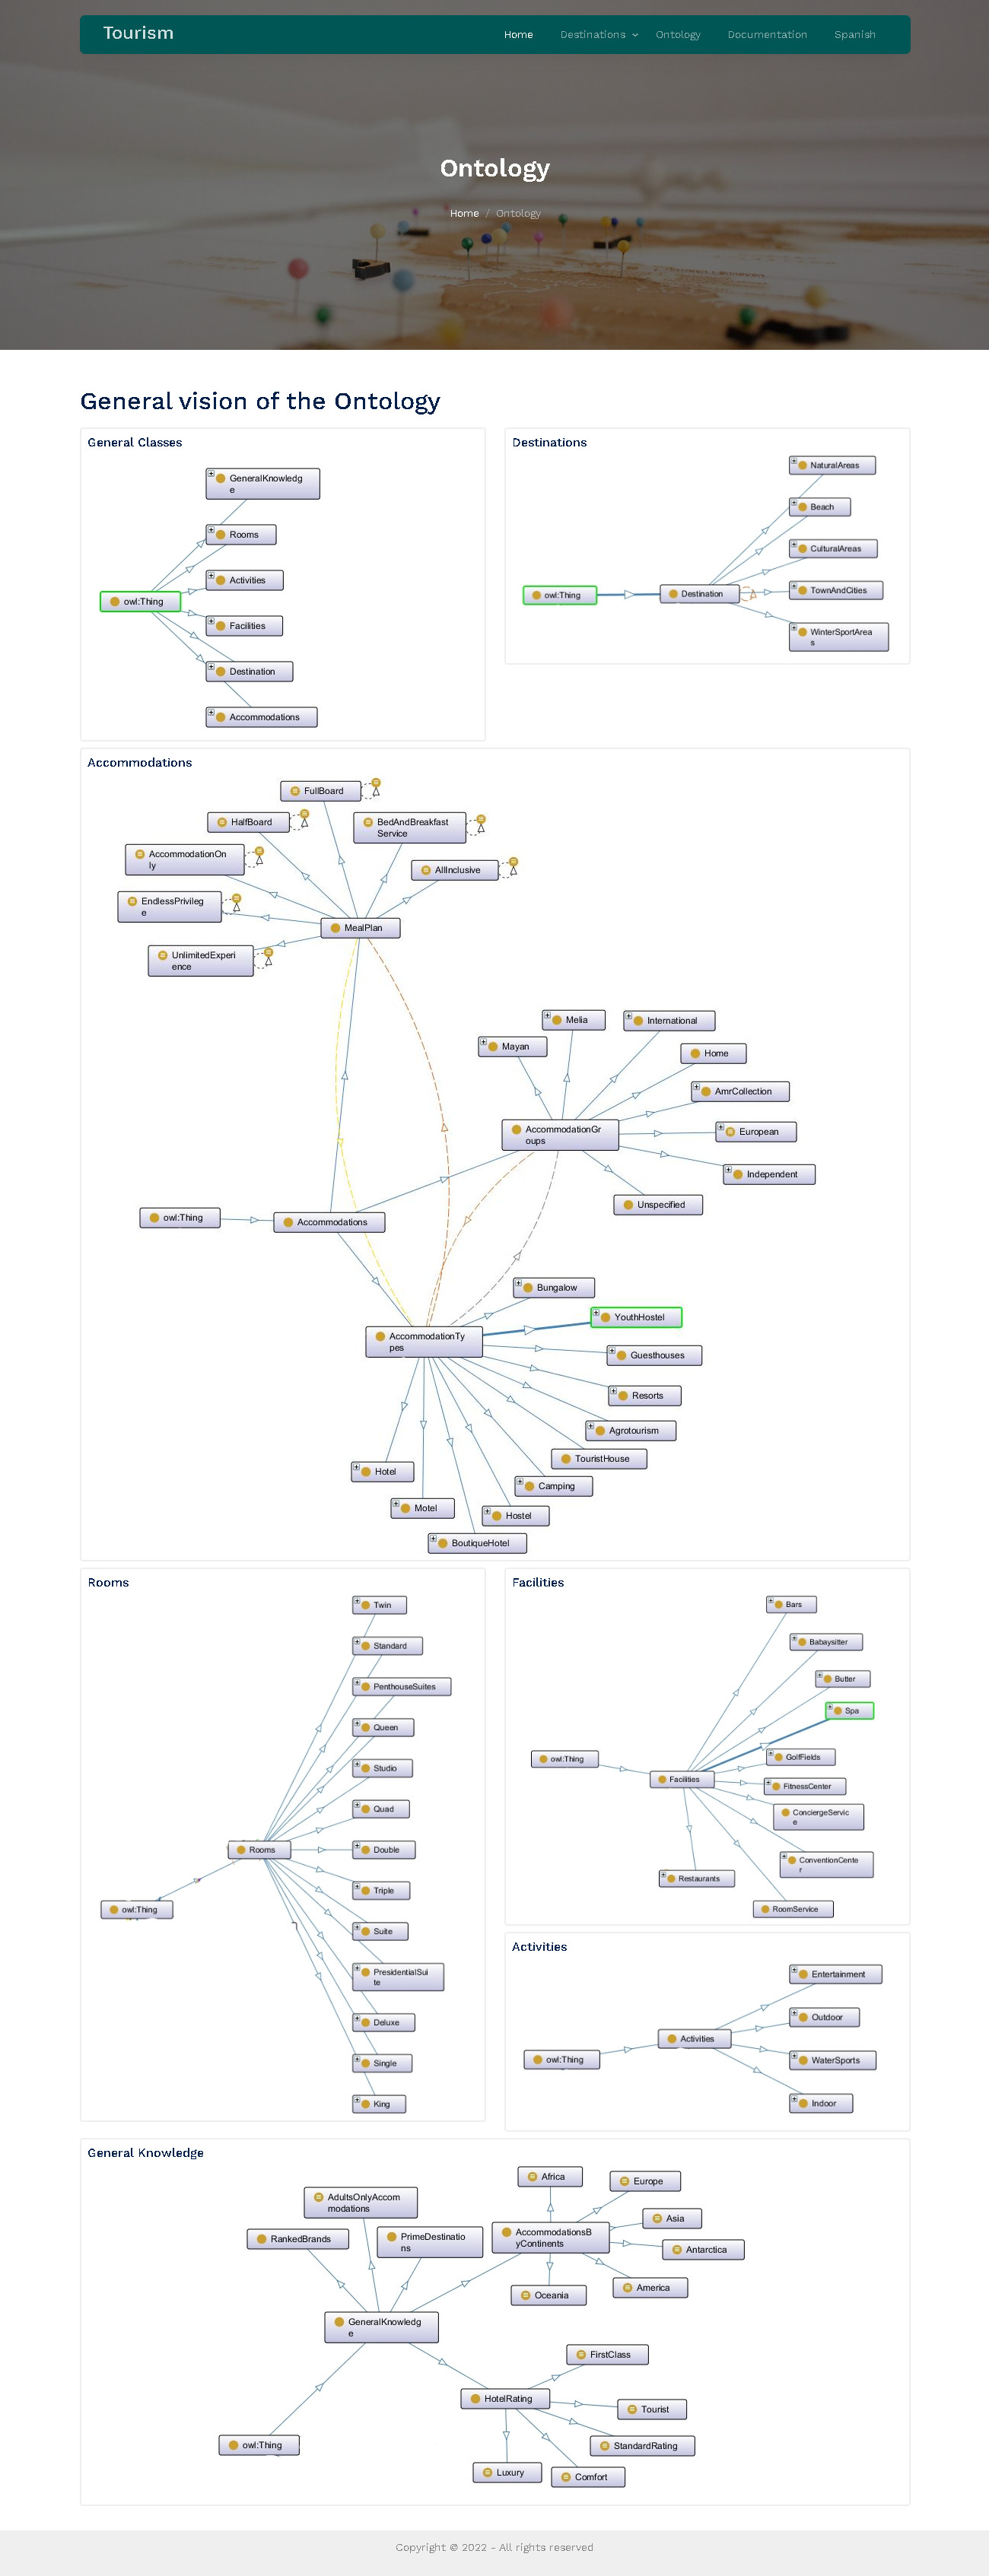 Tourism
Home Destinations Ontology Documentation Spanish
Ontology
Home / Ontology
General vision of the Ontology
General Classes
GeneralKnowledg
e
Rooms
Activities
owl:Thing
Facilities
Destination
Accommodations
Destinations
NaturalAreas
Beach
CulturalAreas
owl:Thing
Destination
TownAndCities
WinterSportArea
s
Accommodations
FullBoard
HalfBoard
BedAndBreakfast
Service
AccommodationOn
ly
AllInclusive
EndlessPrivileg
e
MealPlan
UnlimitedExperi
ence
Melia
International
Mayan
Home
AmrCollection
AccommodationGr
oups
European
Independent
Unspecified
owl:Thing
Accommodations
Bungalow
YouthHostel
AccommodationTy
pes
Guesthouses
Resorts
Agrotourism
TouristHouse
Hotel
Camping
Motel
Hostel
BoutiqueHotel
Rooms
Twin
Standard
PenthouseSuites
Queen
Studio
Quad
Rooms
Double
Triple
owl:Thing
Suite
PresidentialSui
te
Deluxe
Single
King
Facilities
Bars
Babaysitter
Butter
Spa
owl:Thing
GolfFields
Facilities
FitnessCenter
ConciergeServic
e
ConventionCente
r
Restaurants
RoomService
Activities
Entertainment
Outdoor
Activities
owl:Thing
WaterSports
Indoor
General Knowledge
Africa
Europe
AdultsOnlyAccom
modations
Asia
RankedBrands
PrimeDestinatio
ns
AccommodationsB
yContinents
Antarctica
America
Oceania
GeneralKnowledg
e
FirstClass
HotelRating
Tourist
owl:Thing
StandardRating
Luxury
Comfort
Copyright © 2022 - All rights reserved